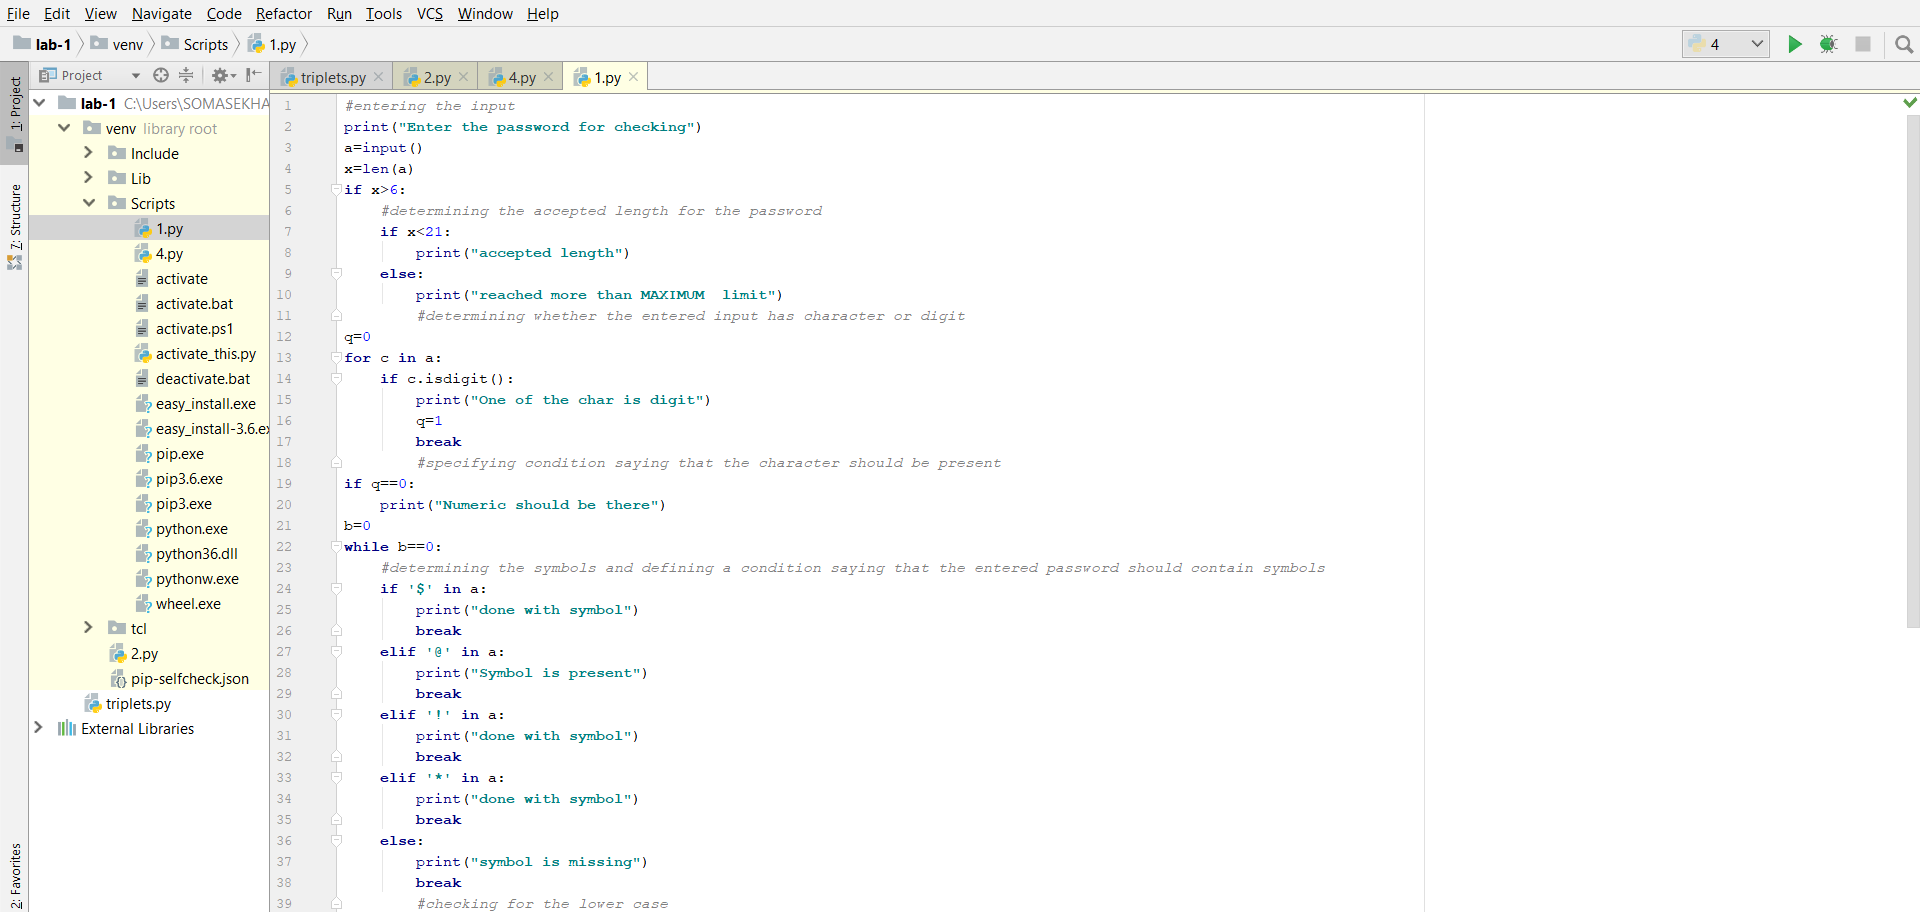 File Edit View Navigate Code Refactor Run Tools VCS Window Help
lab-1 venv Scripts 1.py 4
1: Project
7: Structure
2: Favorites
Project
triplets.py 2.py 4.py 1.py
lab-1 C:\Users\SOMASEKHA
venv library root
Include
Lib
Scripts
1.py
4.py
activate
activate.bat
activate.ps1
activate_this.py
deactivate.bat
easy_install.exe
easy_install-3.6.ex
pip.exe
pip3.6.exe
pip3.exe
python.exe
python36.dll
pythonw.exe
wheel.exe
tcl
2.py
pip-selfcheck.json
triplets.py
External Libraries
1 #entering the input
2 print("Enter the password for checking")
3 a=input()
4 x=len(a)
5 if x>6:
6     #determining the accepted length for the password
7     if x<21:
8         print("accepted length")
9     else:
10         print("reached more than MAXIMUM  limit")
11         #determining whether the entered input has character or digit
12 q=0
13 for c in a:
14     if c.isdigit():
15         print("One of the char is digit")
16         q=1
17         break
18         #specifying condition saying that the character should be present
19 if q==0:
20     print("Numeric should be there")
21 b=0
22 while b==0:
23     #determining the symbols and defining a condition saying that the entered password should contain symbols
24     if '$' in a:
25         print("done with symbol")
26         break
27     elif '@' in a:
28         print("Symbol is present")
29         break
30     elif '!' in a:
31         print("done with symbol")
32         break
33     elif '*' in a:
34         print("done with symbol")
35         break
36     else:
37         print("symbol is missing")
38         break
39         #checking for the lower case